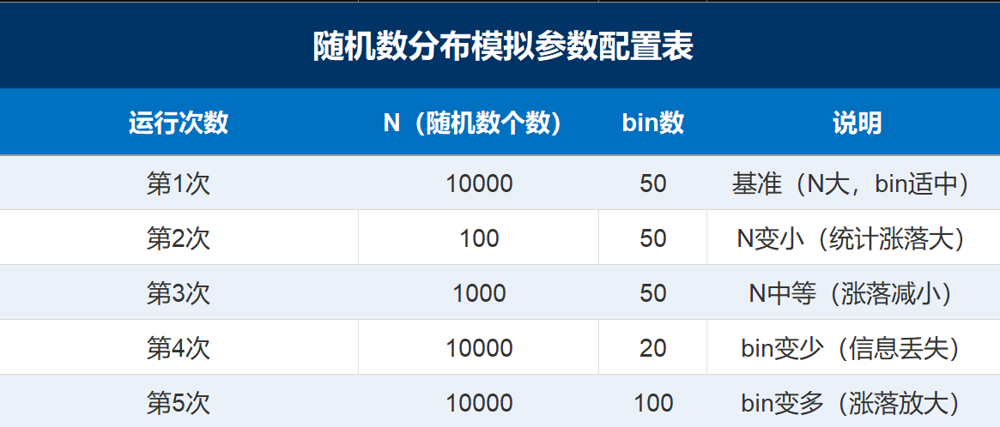 随机数分布模拟参数配置表
运行次数 N（随机数个数） bin数 说明
第1次 10000 50 基准（N大，bin适中）
第2次 100 50 N变小（统计涨落大）
第3次 1000 50 N中等（涨落减小）
第4次 10000 20 bin变少（信息丢失）
第5次 10000 100 bin变多（涨落放大）